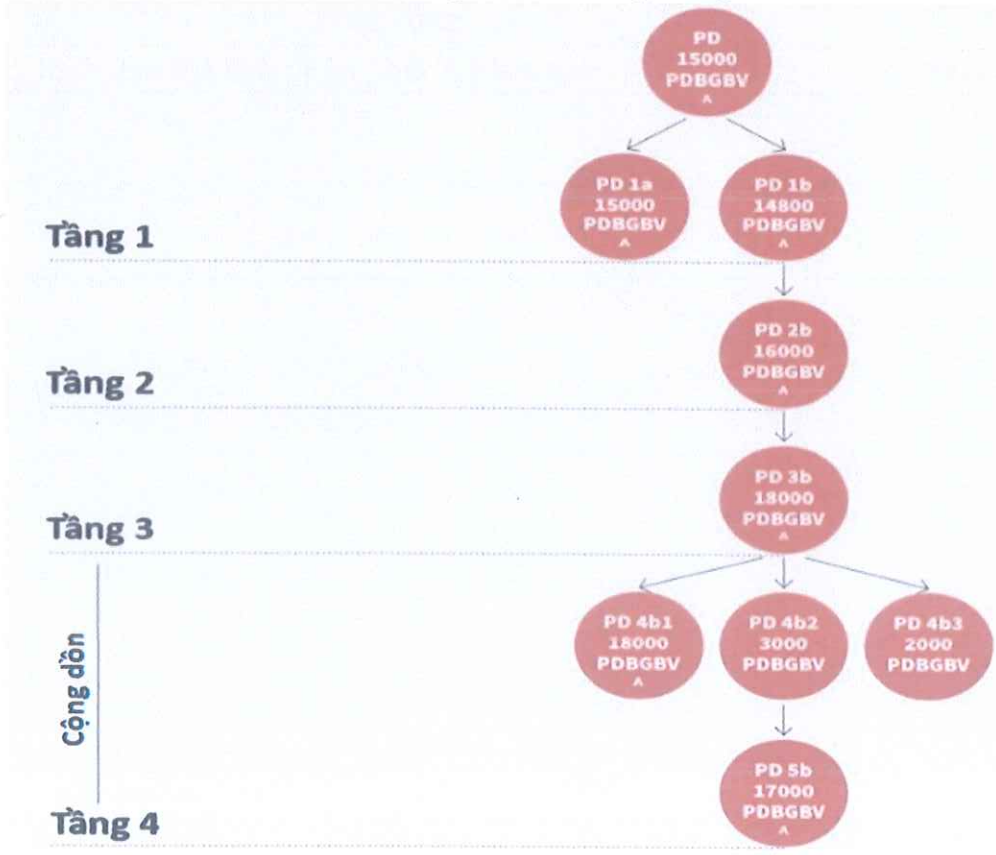 PD
15000
PDBGBV
^
PD 1a
15000
PDBGBV
^
PD 1b
14800
PDBGBV
^
Tầng 1
PD 2b
16000
PDBGBV
^
Tầng 2
PD 3b
18000
PDBGBV
^
Tầng 3
PD 4b1
18000
PDBGBV
^
PD 4b2
3000
PDBGBV
PD 4b3
2000
PDBGBV
Cộng dồn
PD 5b
17000
PDBGBV
^
Tầng 4